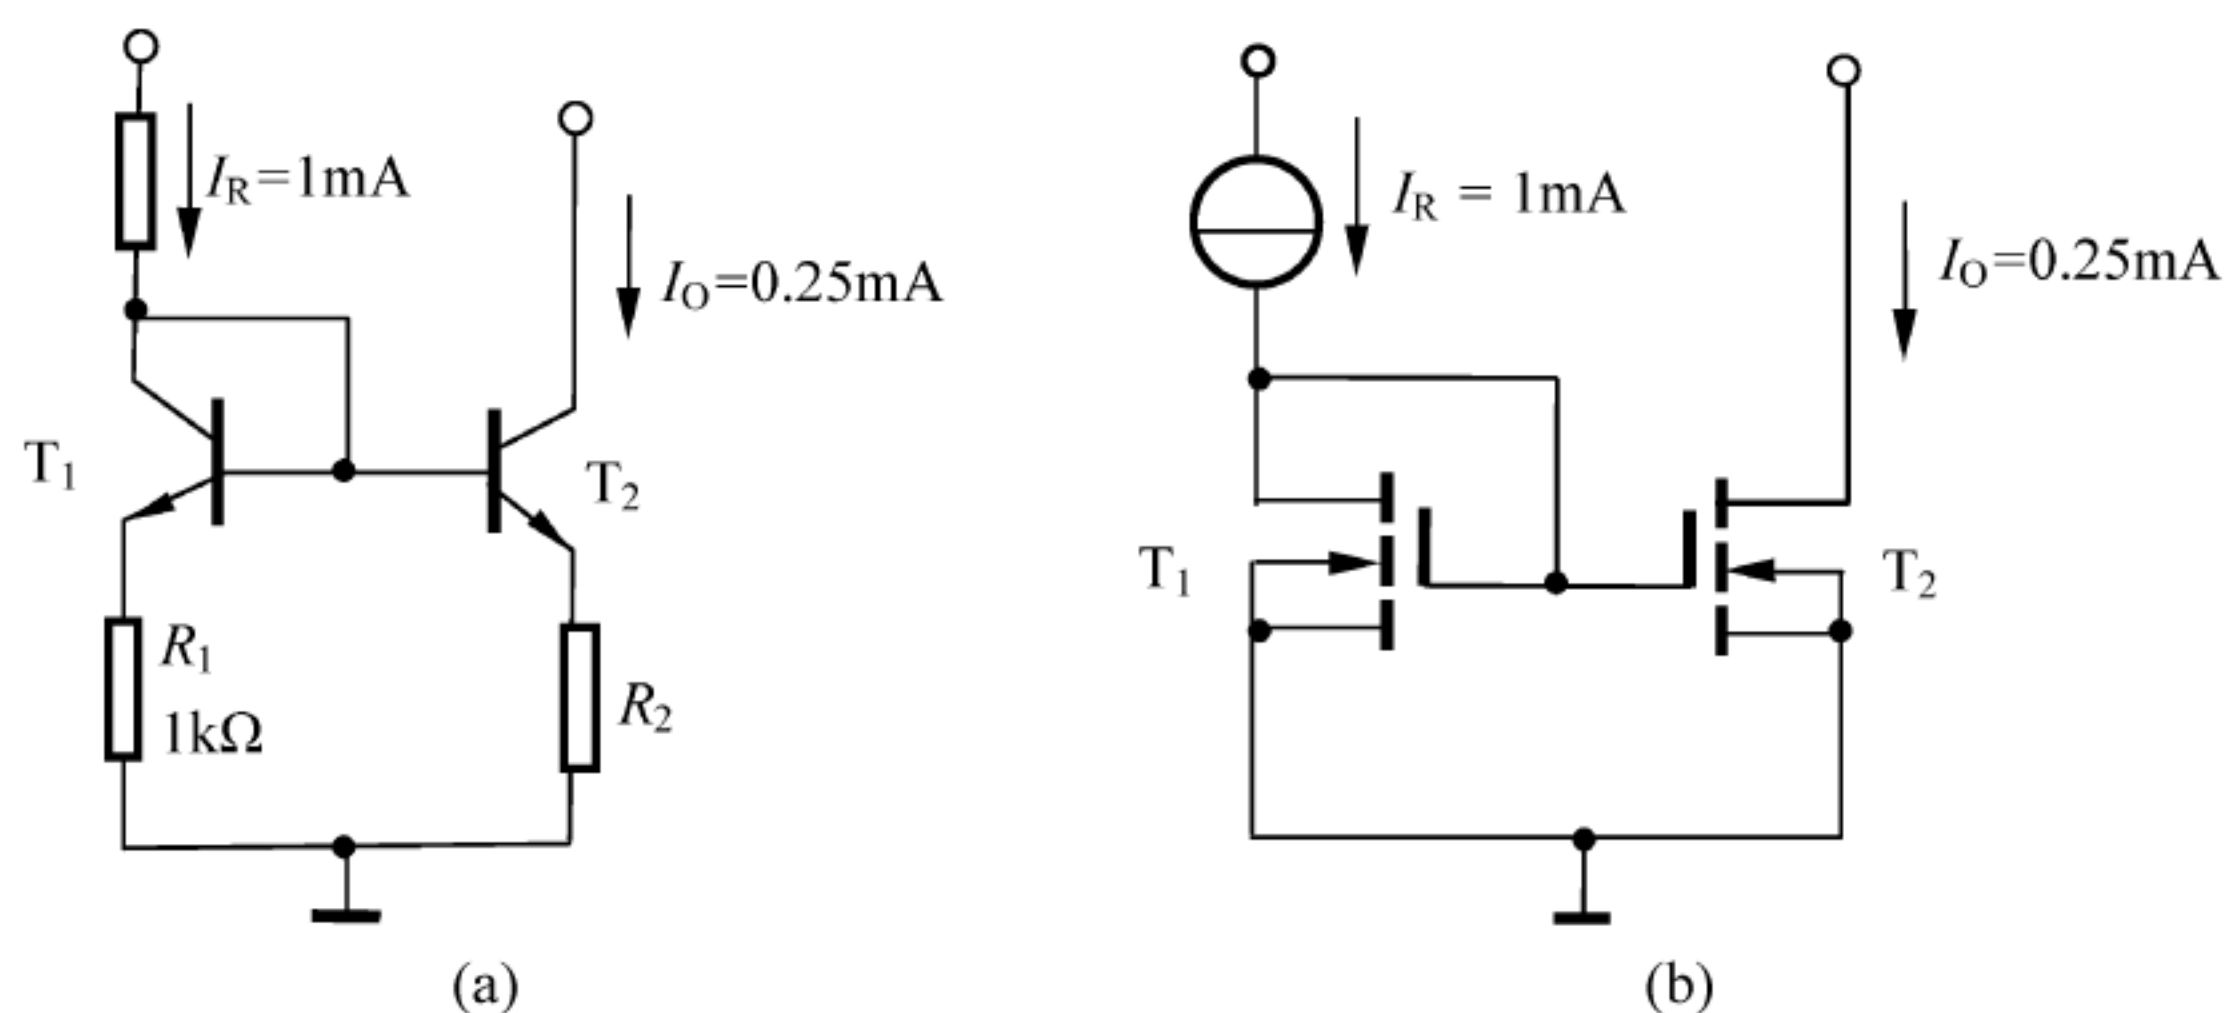 I_R=1mA
I_O=0.25mA
T_1
T_2
R_1
1kΩ
R_2
(a)
I_R = 1mA
I_O=0.25mA
T_1
T_2
(b)